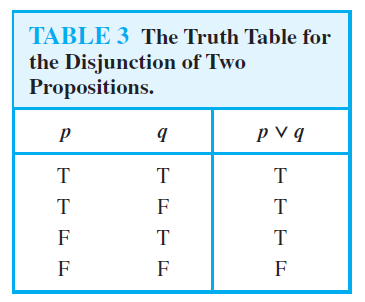 TABLE 3 The Truth Table for
the Disjunction of Two
Propositions.
p q p ∨ q
T T T
T F T
F T T
F F F